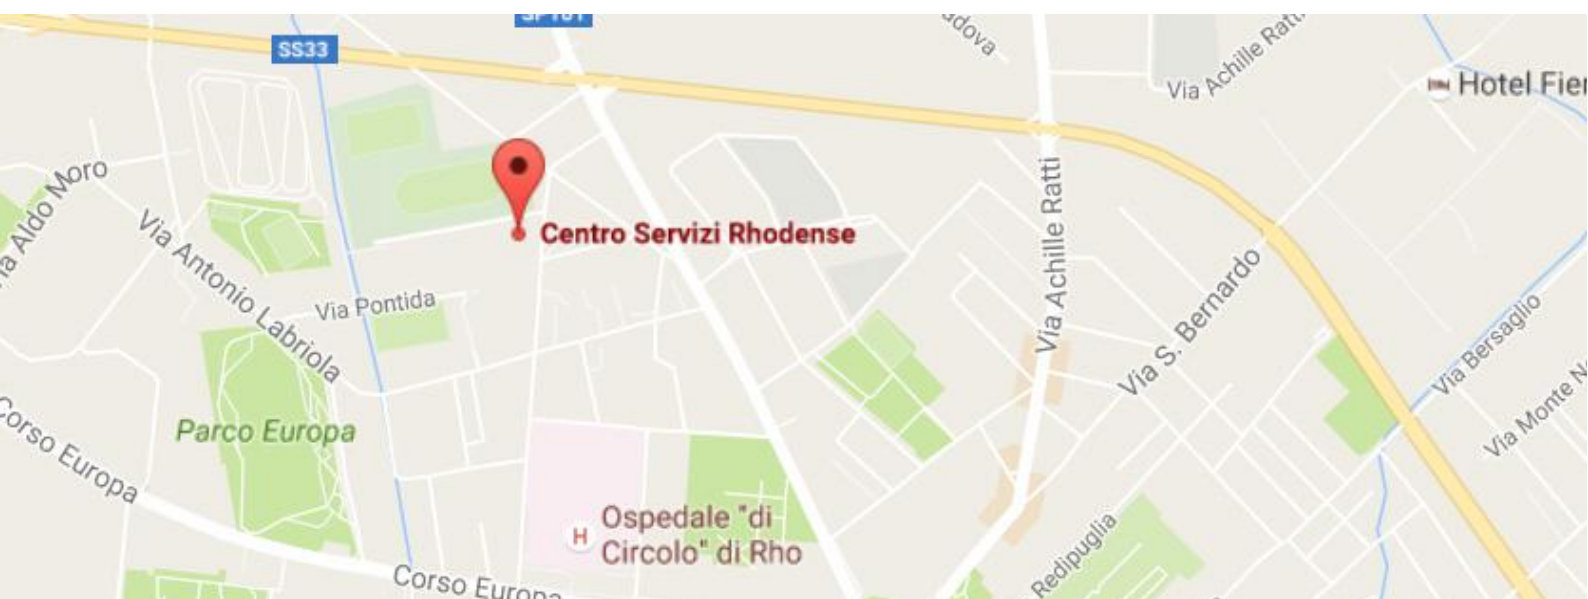 SP101
SS33
Via Achille Ratti
Hotel Fier
Via Aldo Moro
Via Antonio Labriola
Centro Servizi Rhodense
Via Achille Ratti
Via Pontida
Via S. Bernardo
Via Bersaglio
Via Monte N
Parco Europa
Corso Europa
H
Ospedale "di
Circolo" di Rho
Redipuglia
Corso Europa